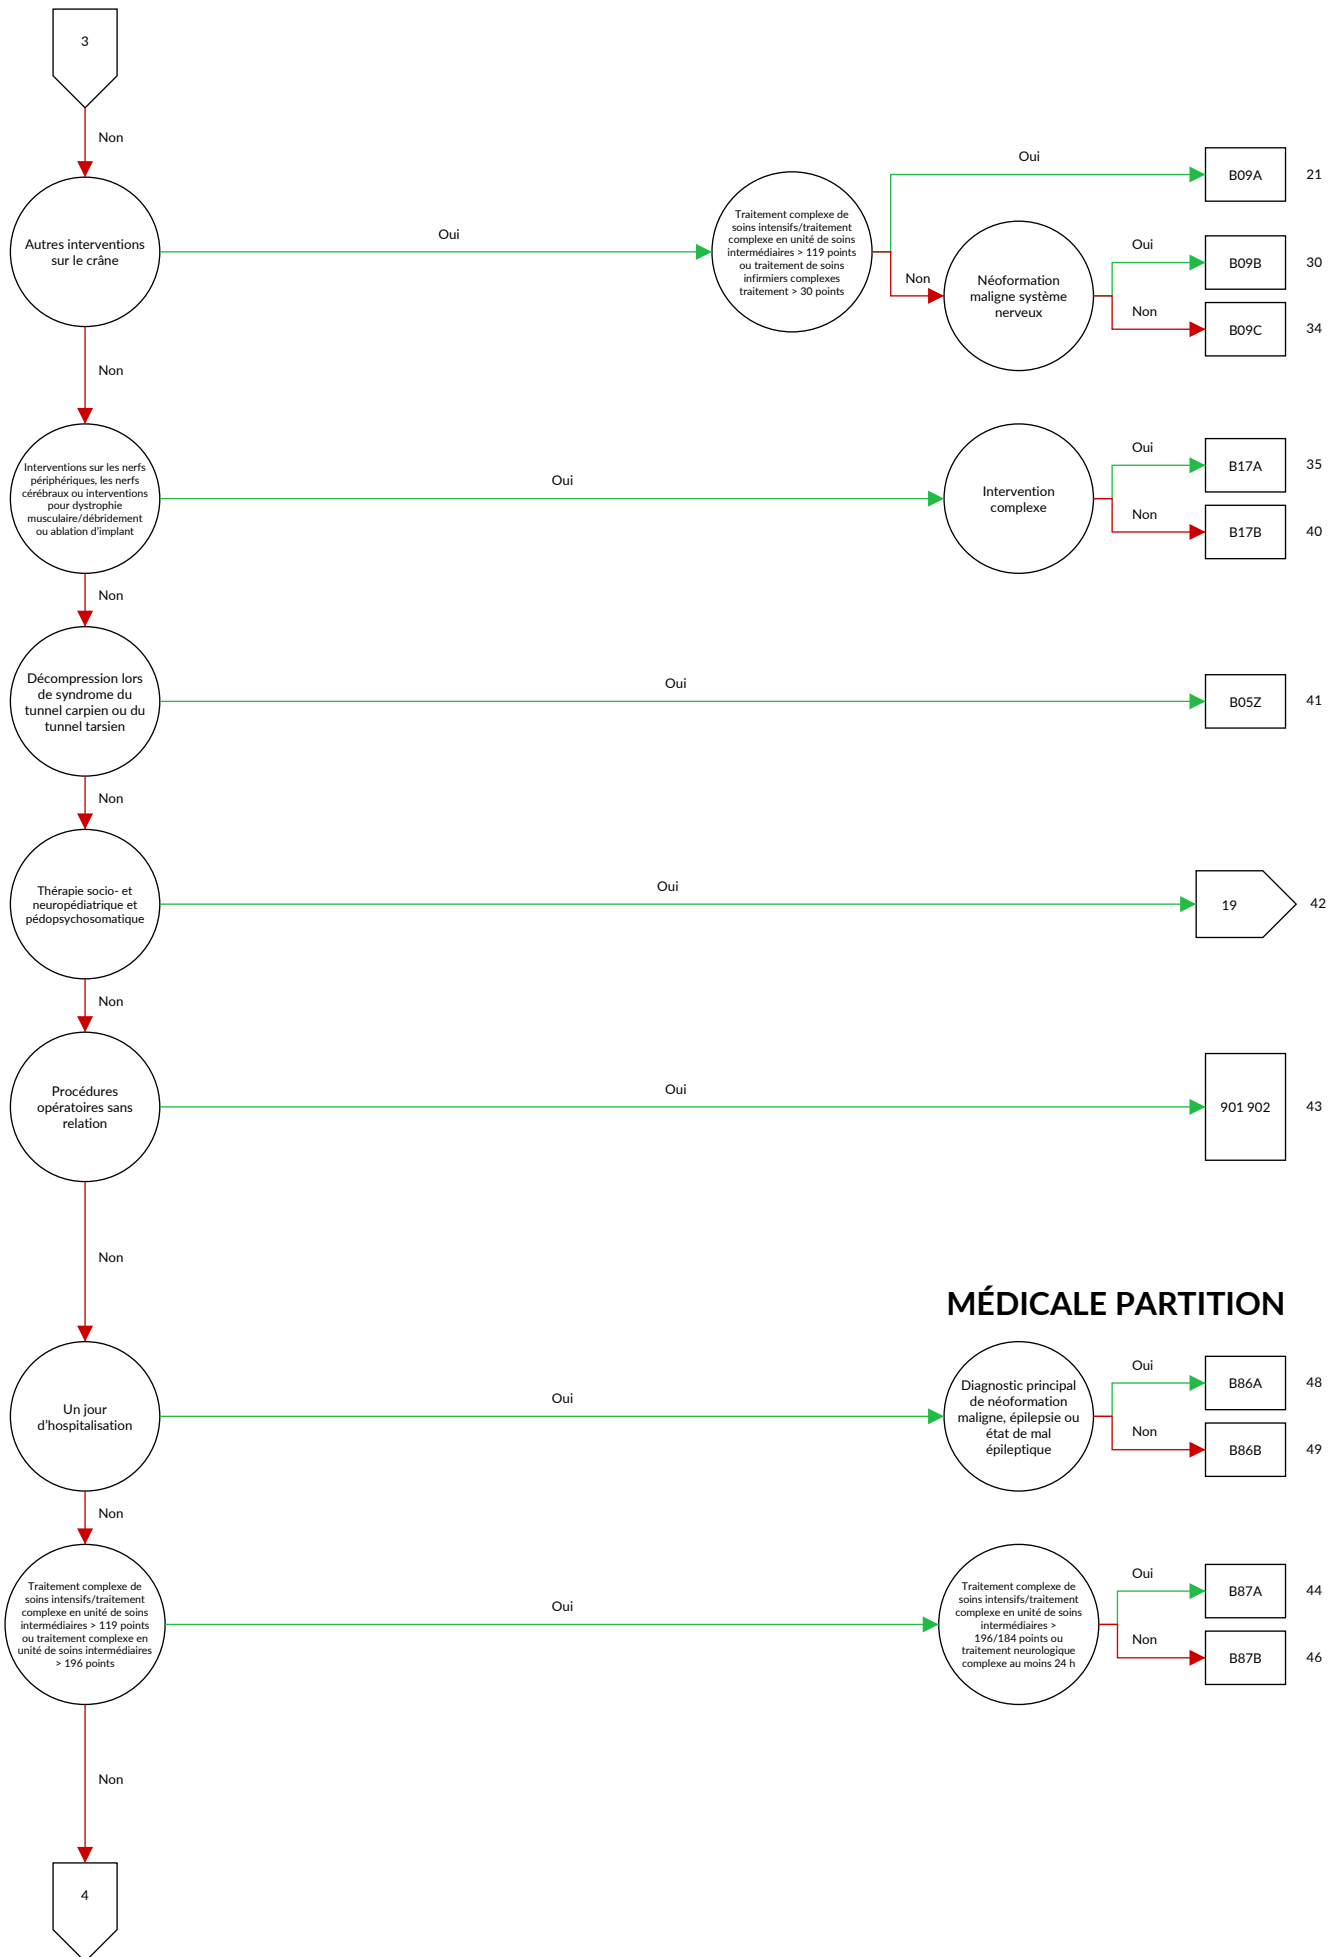 3
Non
Autres interventions
sur le crâne
Oui
Traitement complexe de
soins intensifs/traitement
complexe en unité de soins
intermédiaires > 119 points
ou traitement de soins
infirmiers complexes
traitement > 30 points
Oui
B09A
21
Non
Néoformation
maligne système
nerveux
Oui
B09B
30
Non
B09C
34
Non
Interventions sur les nerfs
périphériques, les nerfs
cérébraux ou interventions
pour dystrophie
musculaire/débridement
ou ablation d'implant
Oui
Intervention
complexe
Oui
B17A
35
Non
B17B
40
Non
Décompression lors
de syndrome du
tunnel carpien ou du
tunnel tarsien
Oui
B05Z
41
Non
Thérapie socio- et
neuropédiatrique et
pédopsychosomatique
Oui
19
42
Non
Procédures
opératoires sans
relation
Oui
901 902
43
Non
MÉDICALE PARTITION
Un jour
d'hospitalisation
Oui
Diagnostic principal
de néoformation
maligne, épilepsie ou
état de mal
épileptique
Oui
B86A
48
Non
B86B
49
Non
Traitement complexe de
soins intensifs/traitement
complexe en unité de soins
intermédiaires > 119 points
ou traitement complexe en
unité de soins intermédiaires
> 196 points
Oui
Traitement complexe de
soins intensifs/traitement
complexe en unité de soins
intermédiaires >
196/184 points ou
traitement neurologique
complexe au moins 24 h
Oui
B87A
44
Non
B87B
46
Non
4